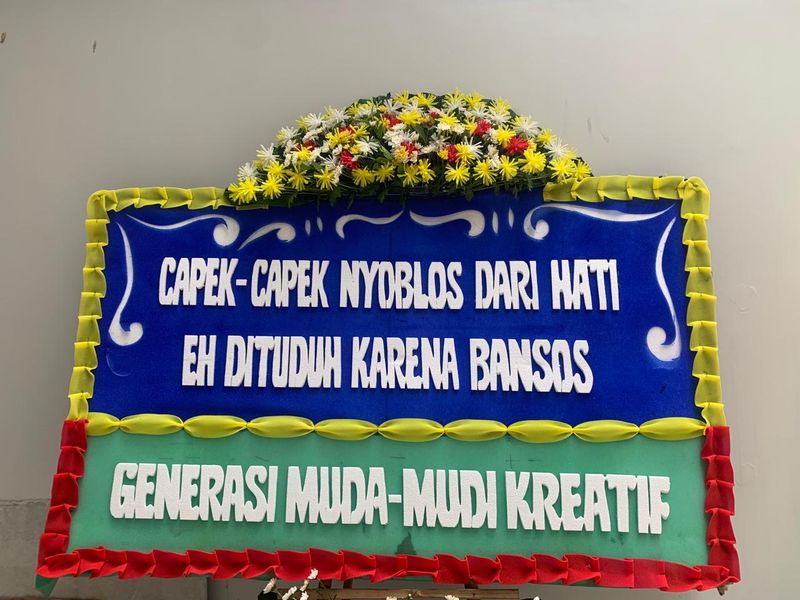 CAPEK-CAPEK NYOBLOS DARI HATI
EH DITUDUH KARENA BANSOS
GENERASI MUDA-MUDI KREATIF